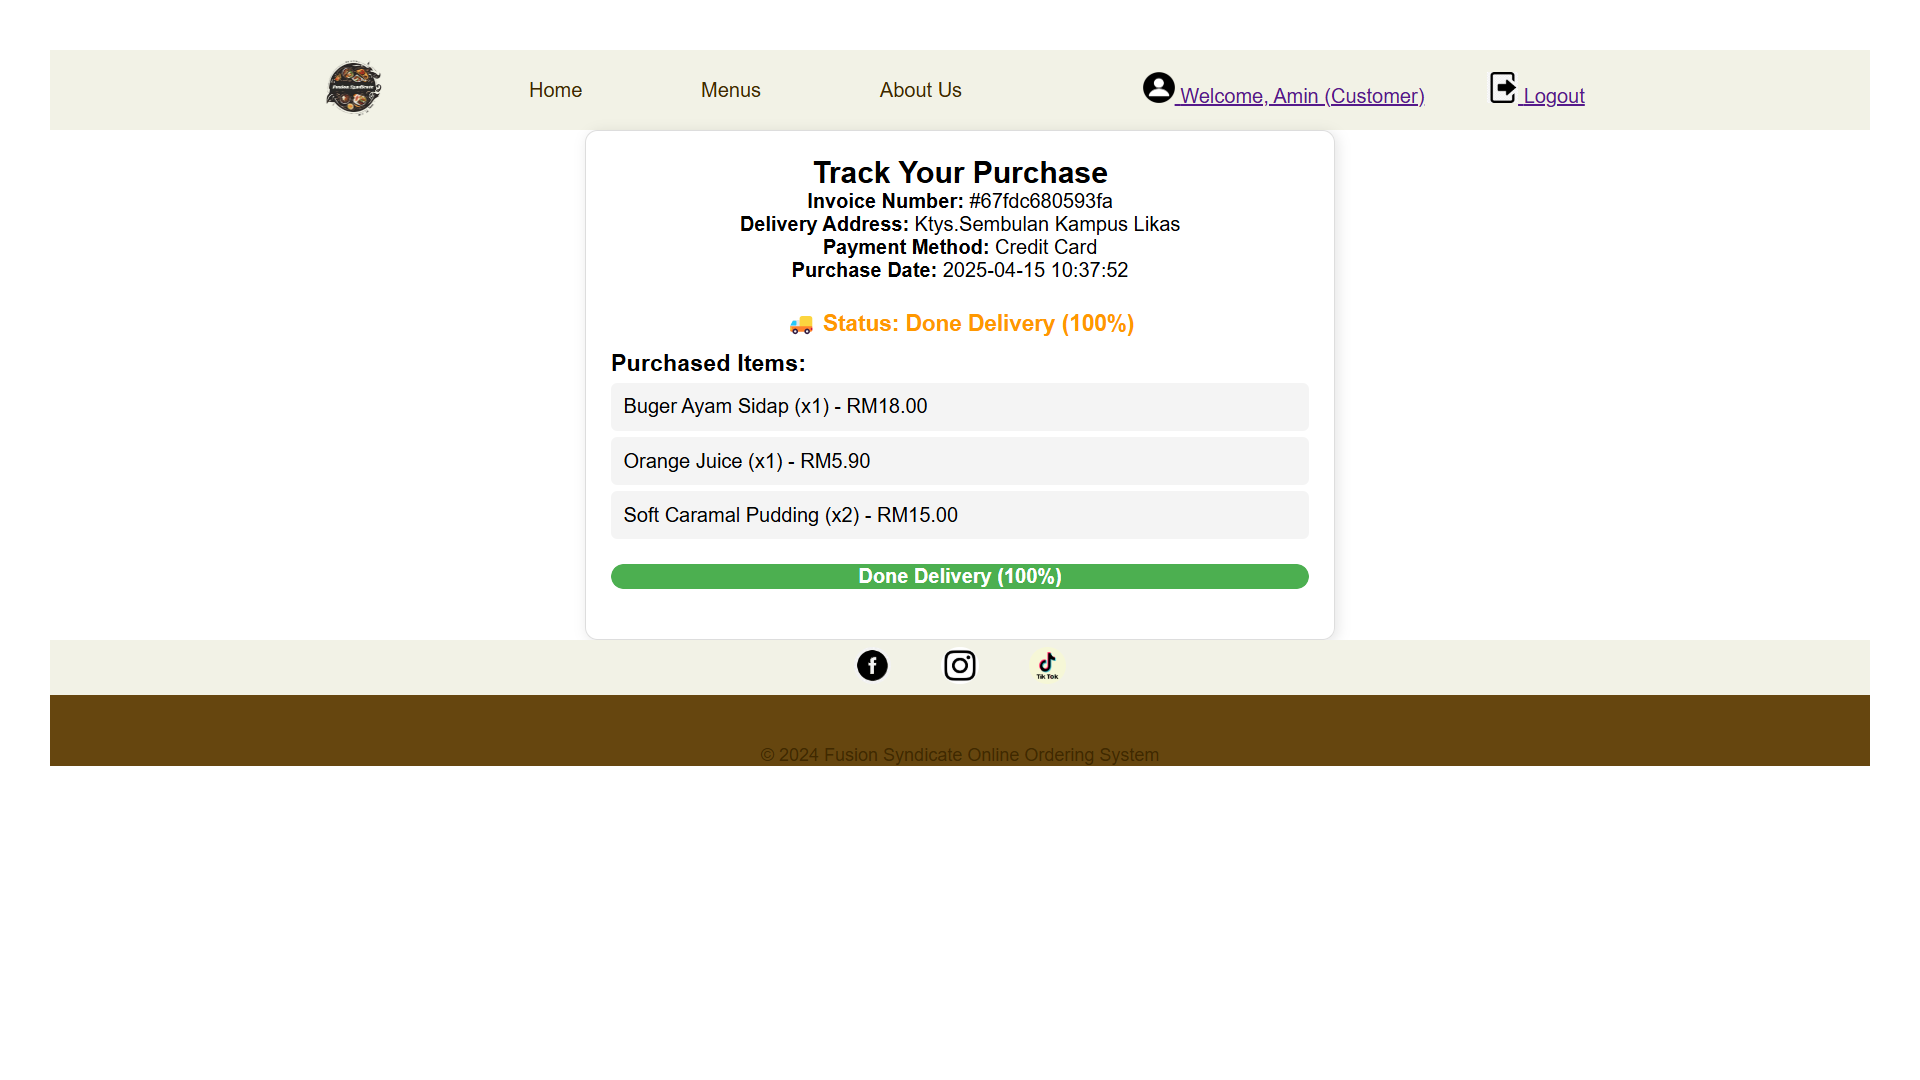 Fusion Syndicate
Home
Menus
About Us
Welcome, Amin (Customer)
Logout
Track Your Purchase
Invoice Number: #67fdc680593fa
Delivery Address: Ktys.Sembulan Kampus Likas
Payment Method: Credit Card
Purchase Date: 2025-04-15 10:37:52
Status: Done Delivery (100%)
Purchased Items:
Buger Ayam Sidap (x1) - RM18.00
Orange Juice (x1) - RM5.90
Soft Caramal Pudding (x2) - RM15.00
Done Delivery (100%)
Tik Tok
© 2024 Fusion Syndicate Online Ordering System